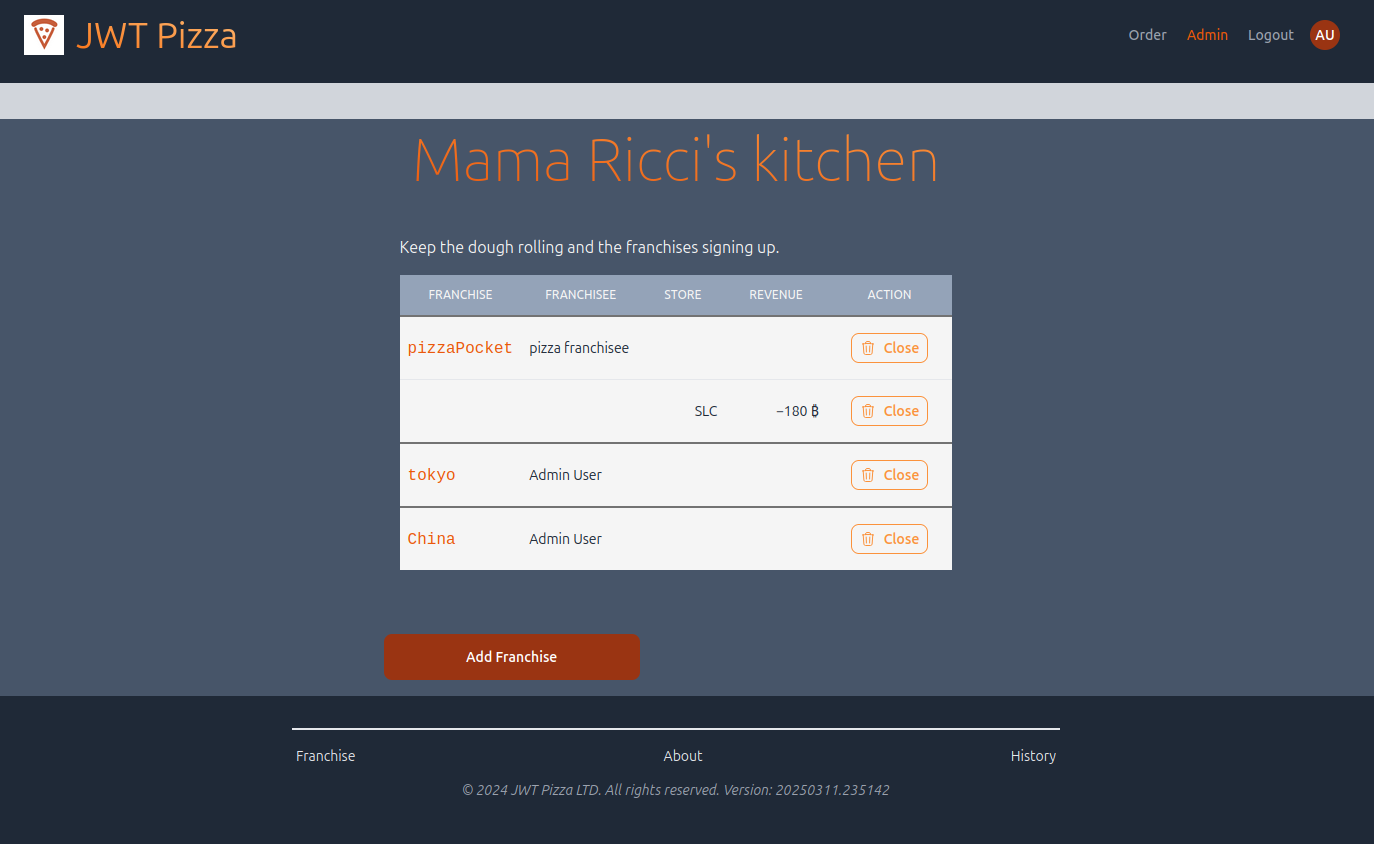 JWT Pizza
Order Admin Logout AU
Mama Ricci's kitchen
Keep the dough rolling and the franchises signing up.
FRANCHISE FRANCHISEE STORE REVENUE ACTION
pizzaPocket pizza franchisee Close
SLC −180 ₿ Close
tokyo Admin User Close
China Admin User Close
Add Franchise
Franchise About History
© 2024 JWT Pizza LTD. All rights reserved. Version: 20250311.235142